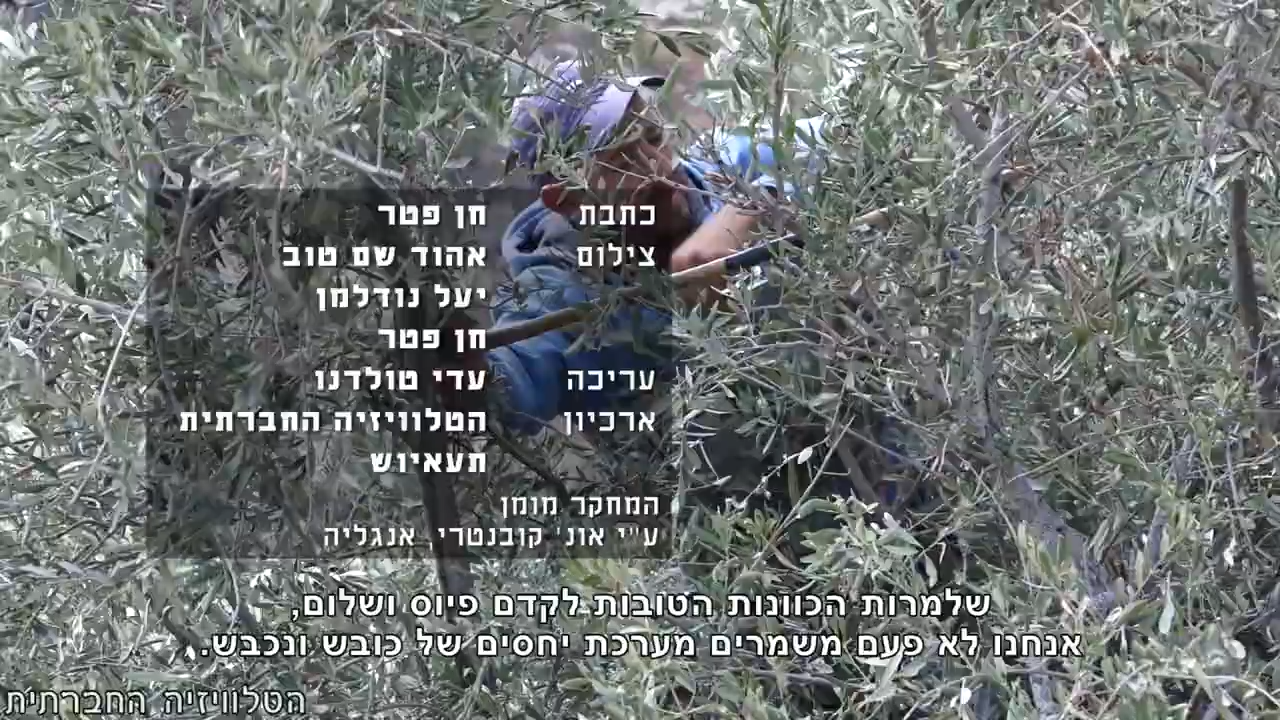 כתבת חן פטר
צילום אהוד שם טוב
יעל נודלמן
חן פטר
עריכה עדי טולדנו
ארכיון הטלוויזיה החברתית
תעאיוש
המחקר מומן
ע"י אונ' קובנטרי, אנגליה
שלמרות הכוונות הטובות לקדם פיוס ושלום,
אנחנו לא פעם משמרים מערכת יחסים של כובש ונכבש.
הטלוויזיה החברתית